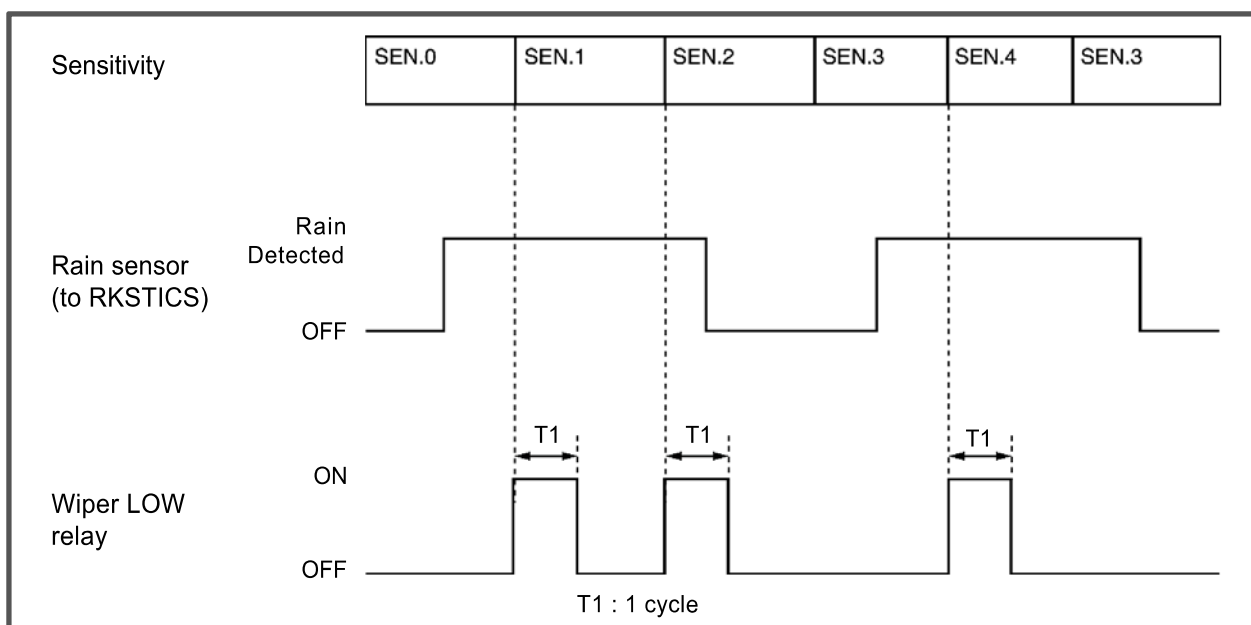 Sensitivity
SEN.0 SEN.1 SEN.2 SEN.3 SEN.4 SEN.3
Rain
Detected
Rain sensor
(to RKSTICS)
OFF
T1 T1 T1
ON
Wiper LOW
relay
OFF
T1 : 1 cycle